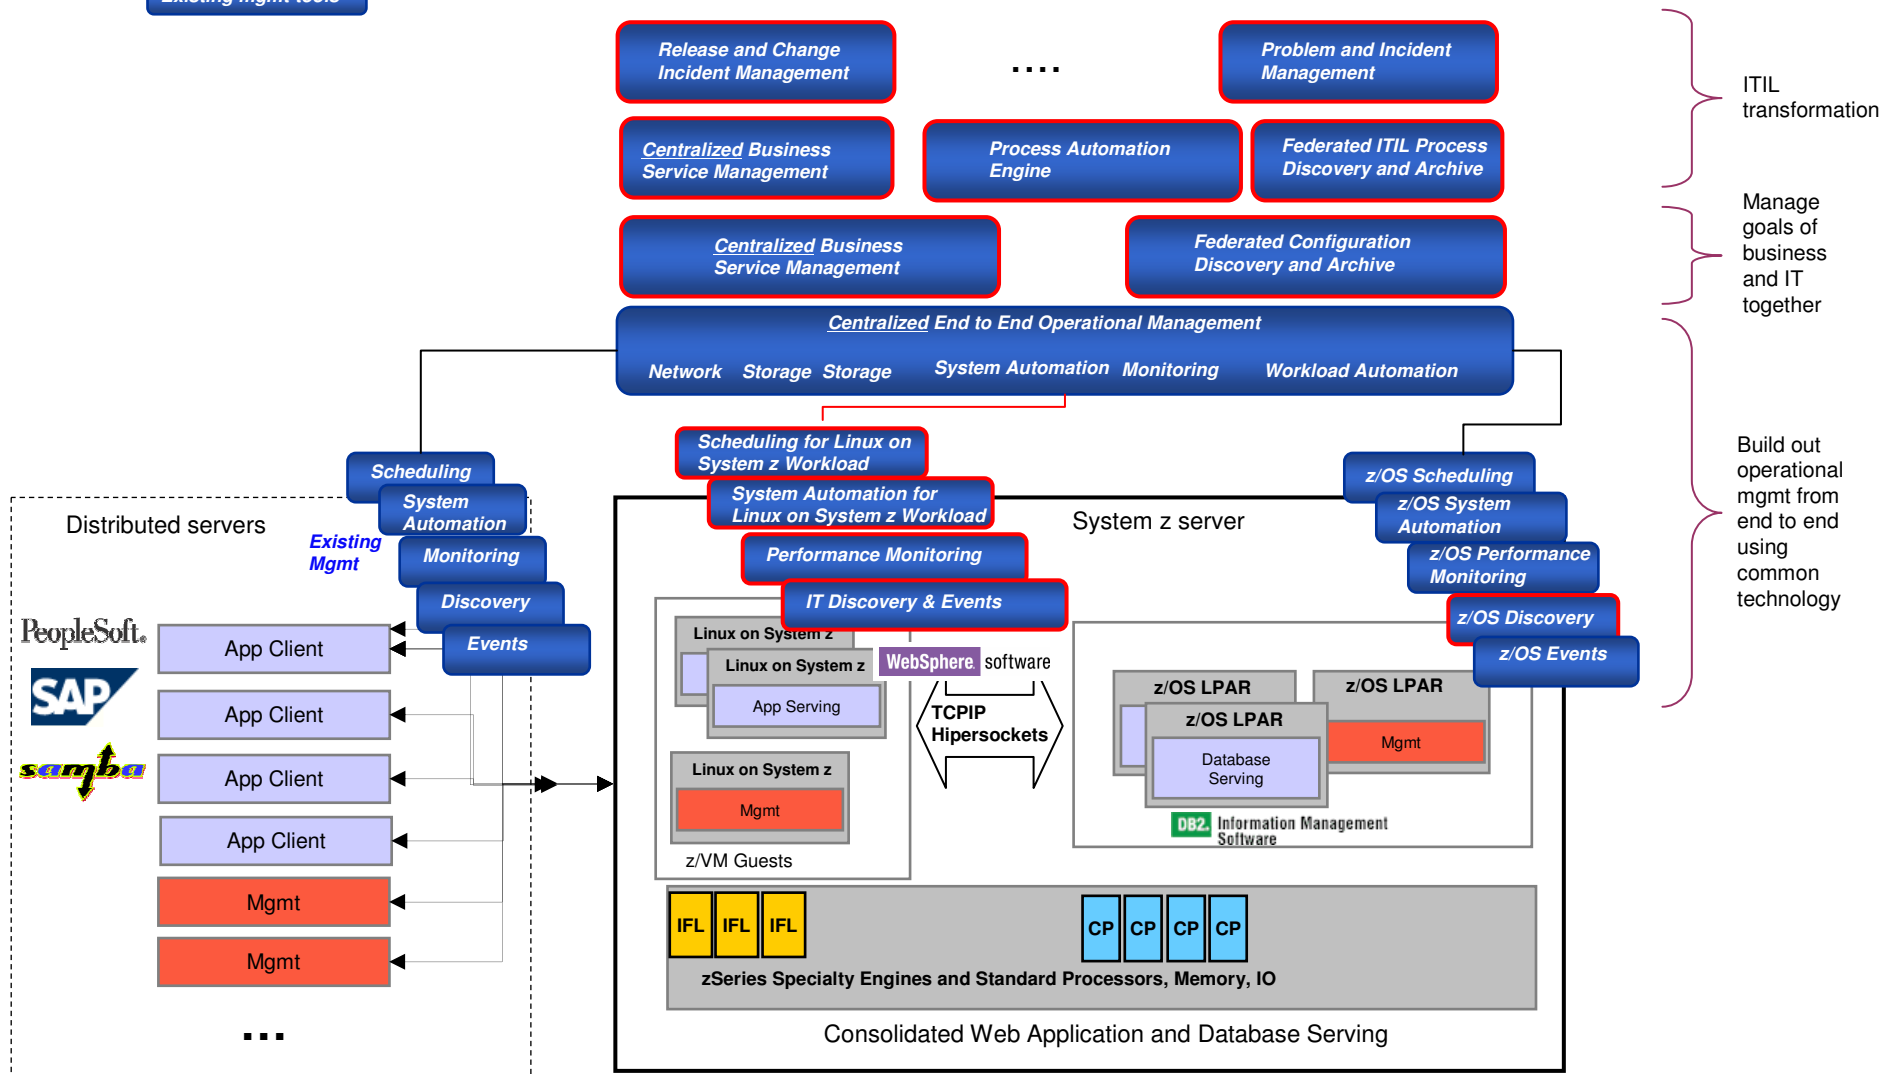 Existing mgmt tools
Release and Change
Incident Management
....
Problem and Incident
Management
ITIL
transformation
Centralized Business
Service Management
Process Automation
Engine
Federated ITIL Process
Discovery and Archive
Centralized Business
Service Management
Federated Configuration
Discovery and Archive
Manage
goals of
business
and IT
together
Centralized End to End Operational Management
Network Storage Storage System Automation Monitoring Workload Automation
Build out
operational
mgmt from
end to end
using
common
technology
Scheduling
System
Automation
Existing
Mgmt
Monitoring
Discovery
Events
Scheduling for Linux on
System z Workload
System Automation for
Linux on System z Workload
Performance Monitoring
IT Discovery & Events
z/OS Scheduling
z/OS System
Automation
z/OS Performance
Monitoring
z/OS Discovery
z/OS Events
Distributed servers
PeopleSoft.
SAP
samba
App Client
App Client
App Client
App Client
Mgmt
Mgmt
...
System z server
Linux on System z
Linux on System z
App Serving
Linux on System z
Mgmt
z/VM Guests
WebSphere. software
TCPIP
Hipersockets
z/OS LPAR
z/OS LPAR
z/OS LPAR
Database
Serving
Mgmt
DB2. Information Management
Software
IFL IFL IFL
CP CP CP CP
zSeries Specialty Engines and Standard Processors, Memory, IO
Consolidated Web Application and Database Serving